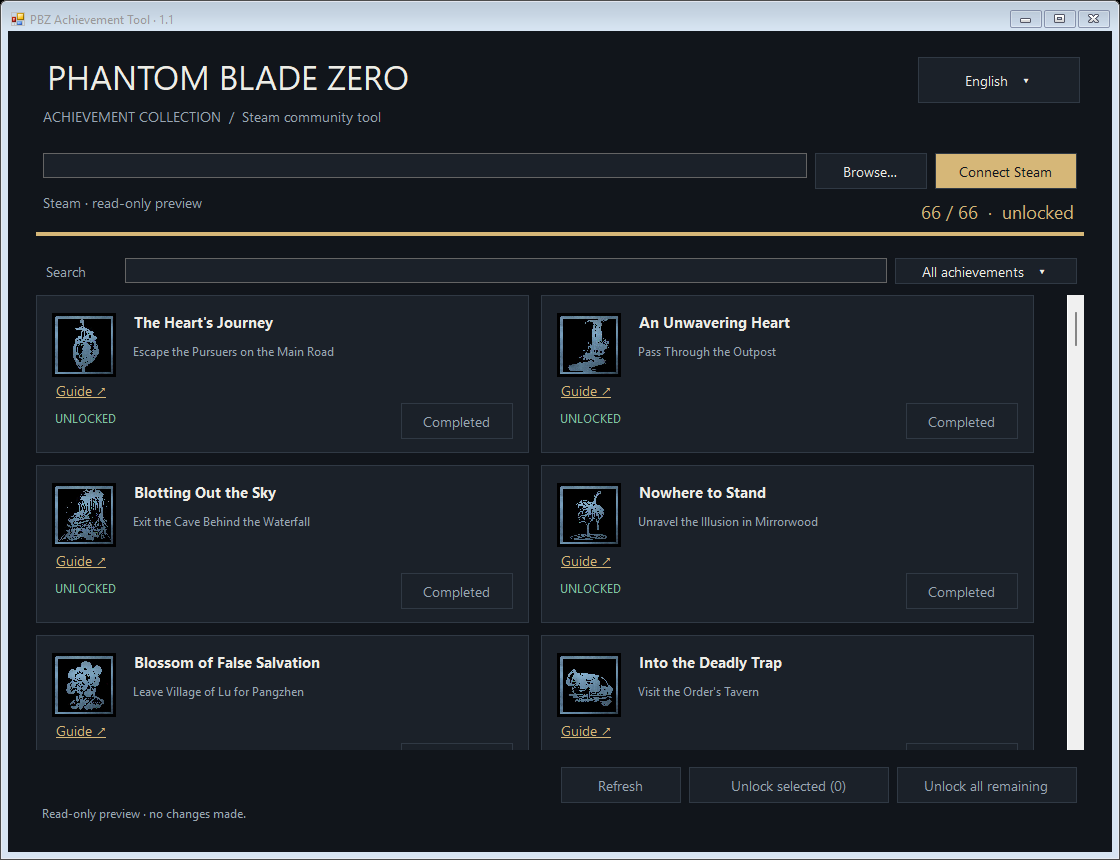 PBZ Achievement Tool · 1.1
PHANTOM BLADE ZERO
English ▾
ACHIEVEMENT COLLECTION / Steam community tool
Browse...
Connect Steam
Steam · read-only preview
66 / 66 · unlocked
Search
All achievements ▾
The Heart's Journey
Escape the Pursuers on the Main Road
Guide ↗
UNLOCKED
Completed
An Unwavering Heart
Pass Through the Outpost
Guide ↗
UNLOCKED
Completed
Blotting Out the Sky
Exit the Cave Behind the Waterfall
Guide ↗
UNLOCKED
Completed
Nowhere to Stand
Unravel the Illusion in Mirrorwood
Guide ↗
UNLOCKED
Completed
Blossom of False Salvation
Leave Village of Lu for Pangzhen
Guide ↗
Into the Deadly Trap
Visit the Order's Tavern
Guide ↗
Refresh
Unlock selected (0)
Unlock all remaining
Read-only preview · no changes made.